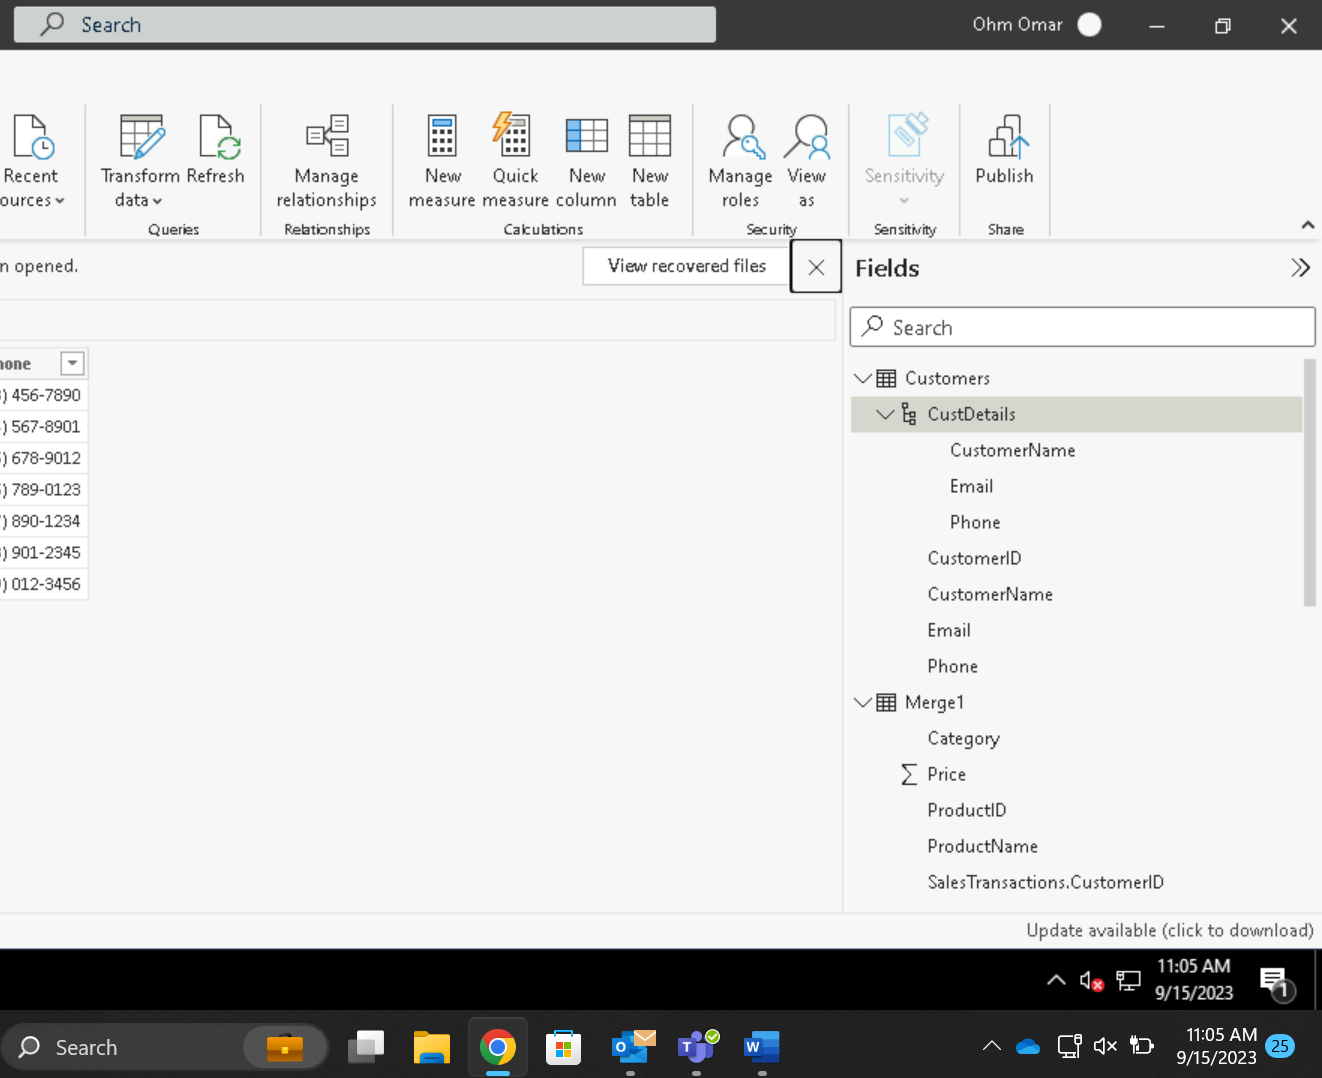 Search
Ohm Omar
Recent
ources
Transform
data
Refresh
Queries
Manage
relationships
Relationships
New
measure
Quick
measure
New
column
New
table
Calculations
Manage
roles
View
as
Security
Sensitivity
Sensitivity
Publish
Share
n opened.
View recovered files
Fields
Search
hone
) 456-7890
) 567-8901
) 678-9012
) 789-0123
) 890-1234
) 901-2345
) 012-3456
Customers
CustDetails
CustomerName
Email
Phone
CustomerID
CustomerName
Email
Phone
Merge1
Category
Price
ProductID
ProductName
SalesTransactions.CustomerID
Update available (click to download)
11:05 AM
9/15/2023
1
Search
11:05 AM
9/15/2023
25